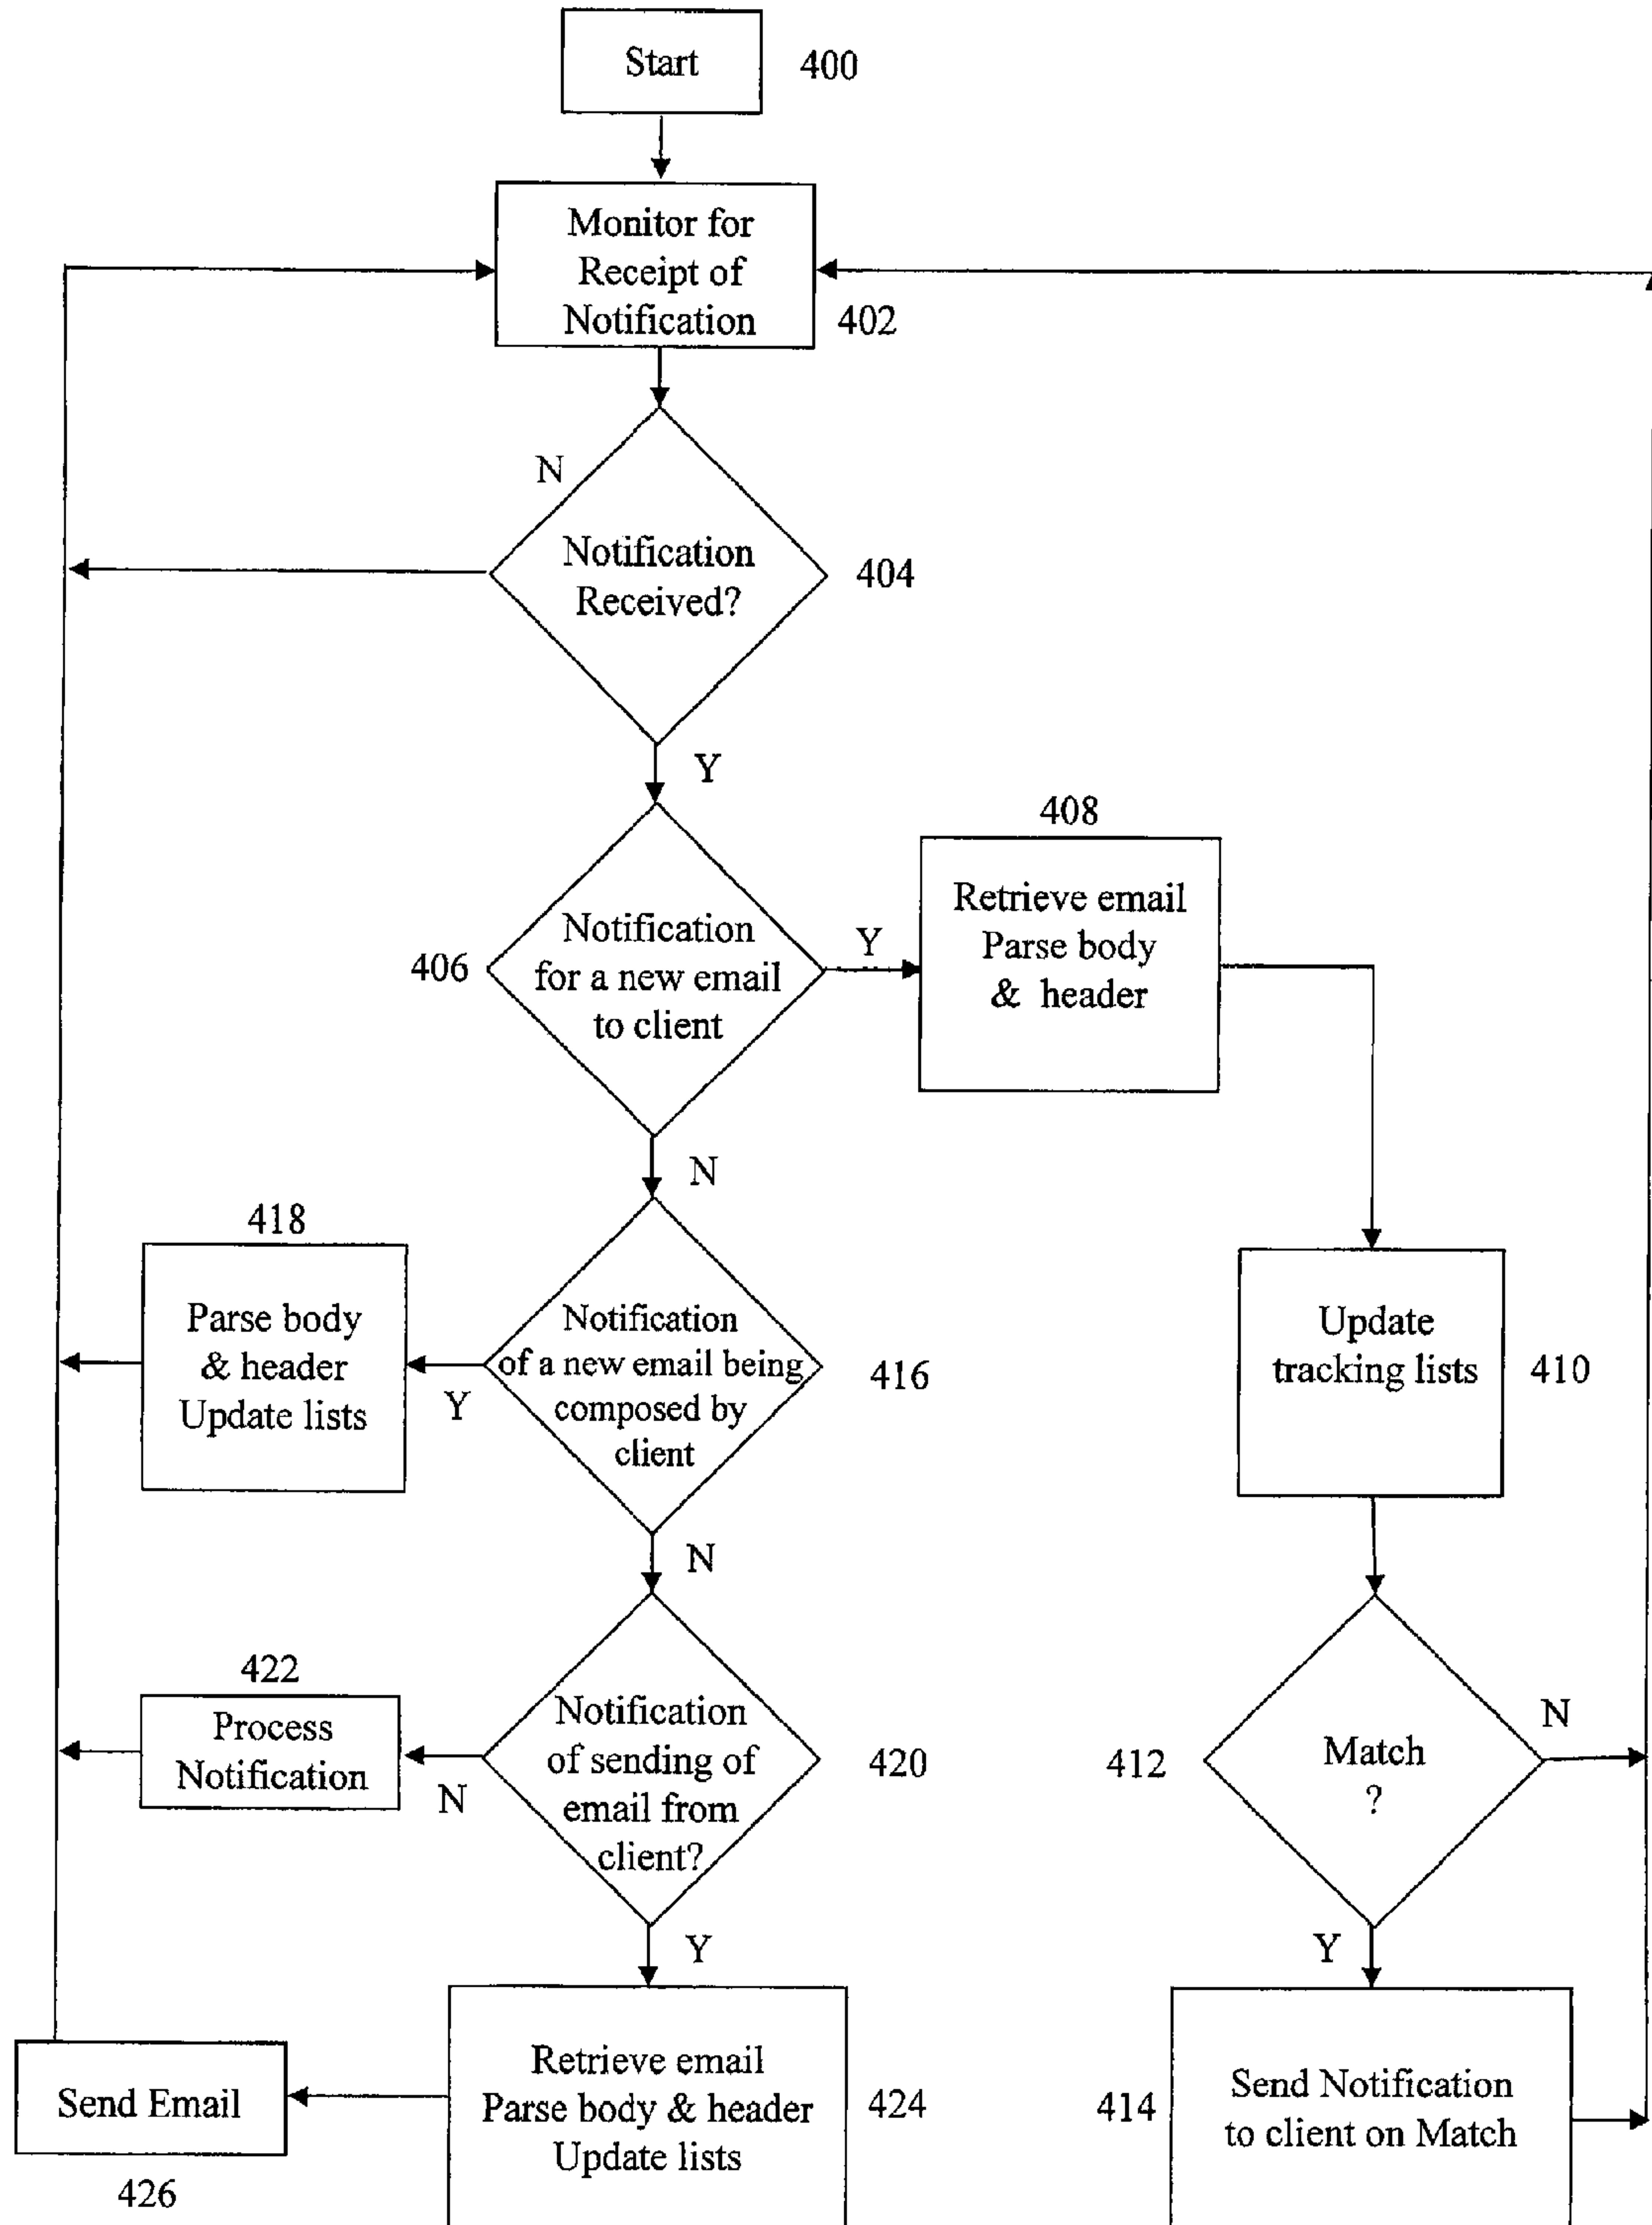 Start
400
Monitor for
Receipt of
Notification
402
N
Notification
Received?
404
Y
408
Notification
for a new email
to client
406
Y
Retrieve email
Parse body
& header
N
418
Parse body
& header
Update lists
Y
Notification
of a new email being
composed by
client
416
Update
tracking lists
410
N
422
Process
Notification
N
Notification
of sending of
email from
client?
420
412
Match
?
N
Y
Y
Send Email
426
Retrieve email
Parse body & header
Update lists
424
414
Send Notification
to client on Match